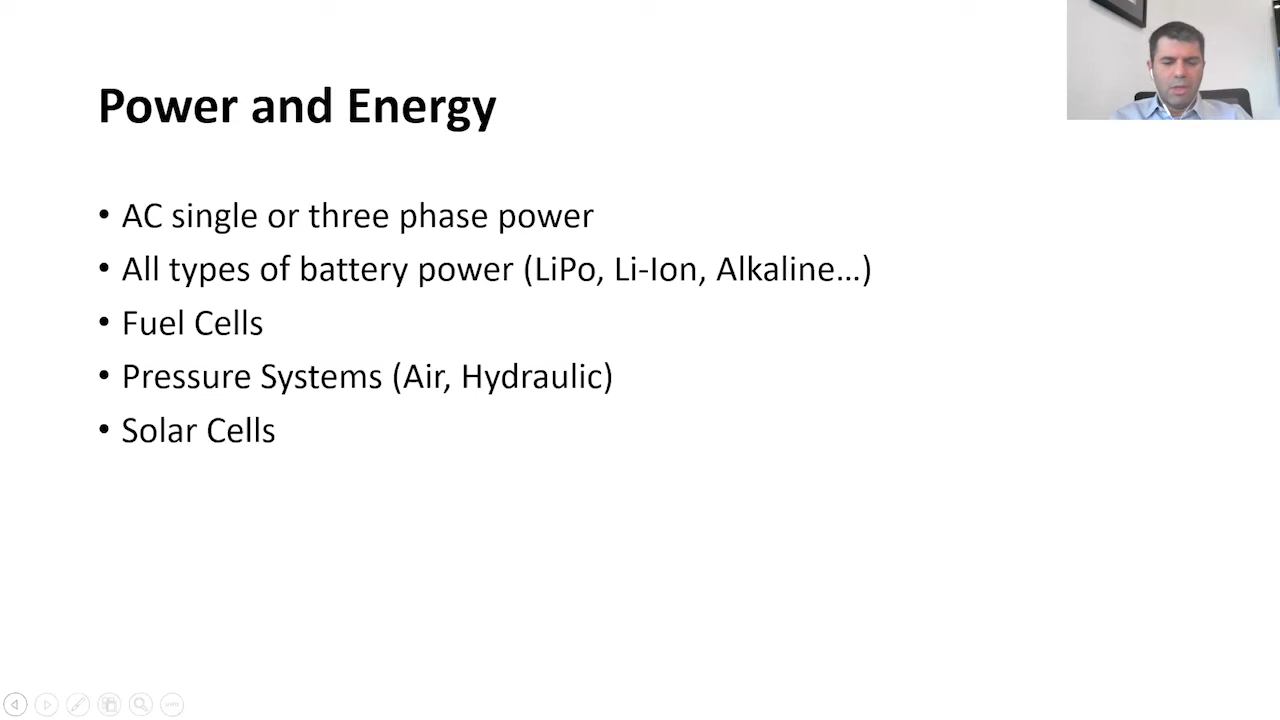 Power and Energy
• AC single or three phase power
• All types of battery power (LiPo, Li-Ion, Alkaline…)
• Fuel Cells
• Pressure Systems (Air, Hydraulic)
• Solar Cells